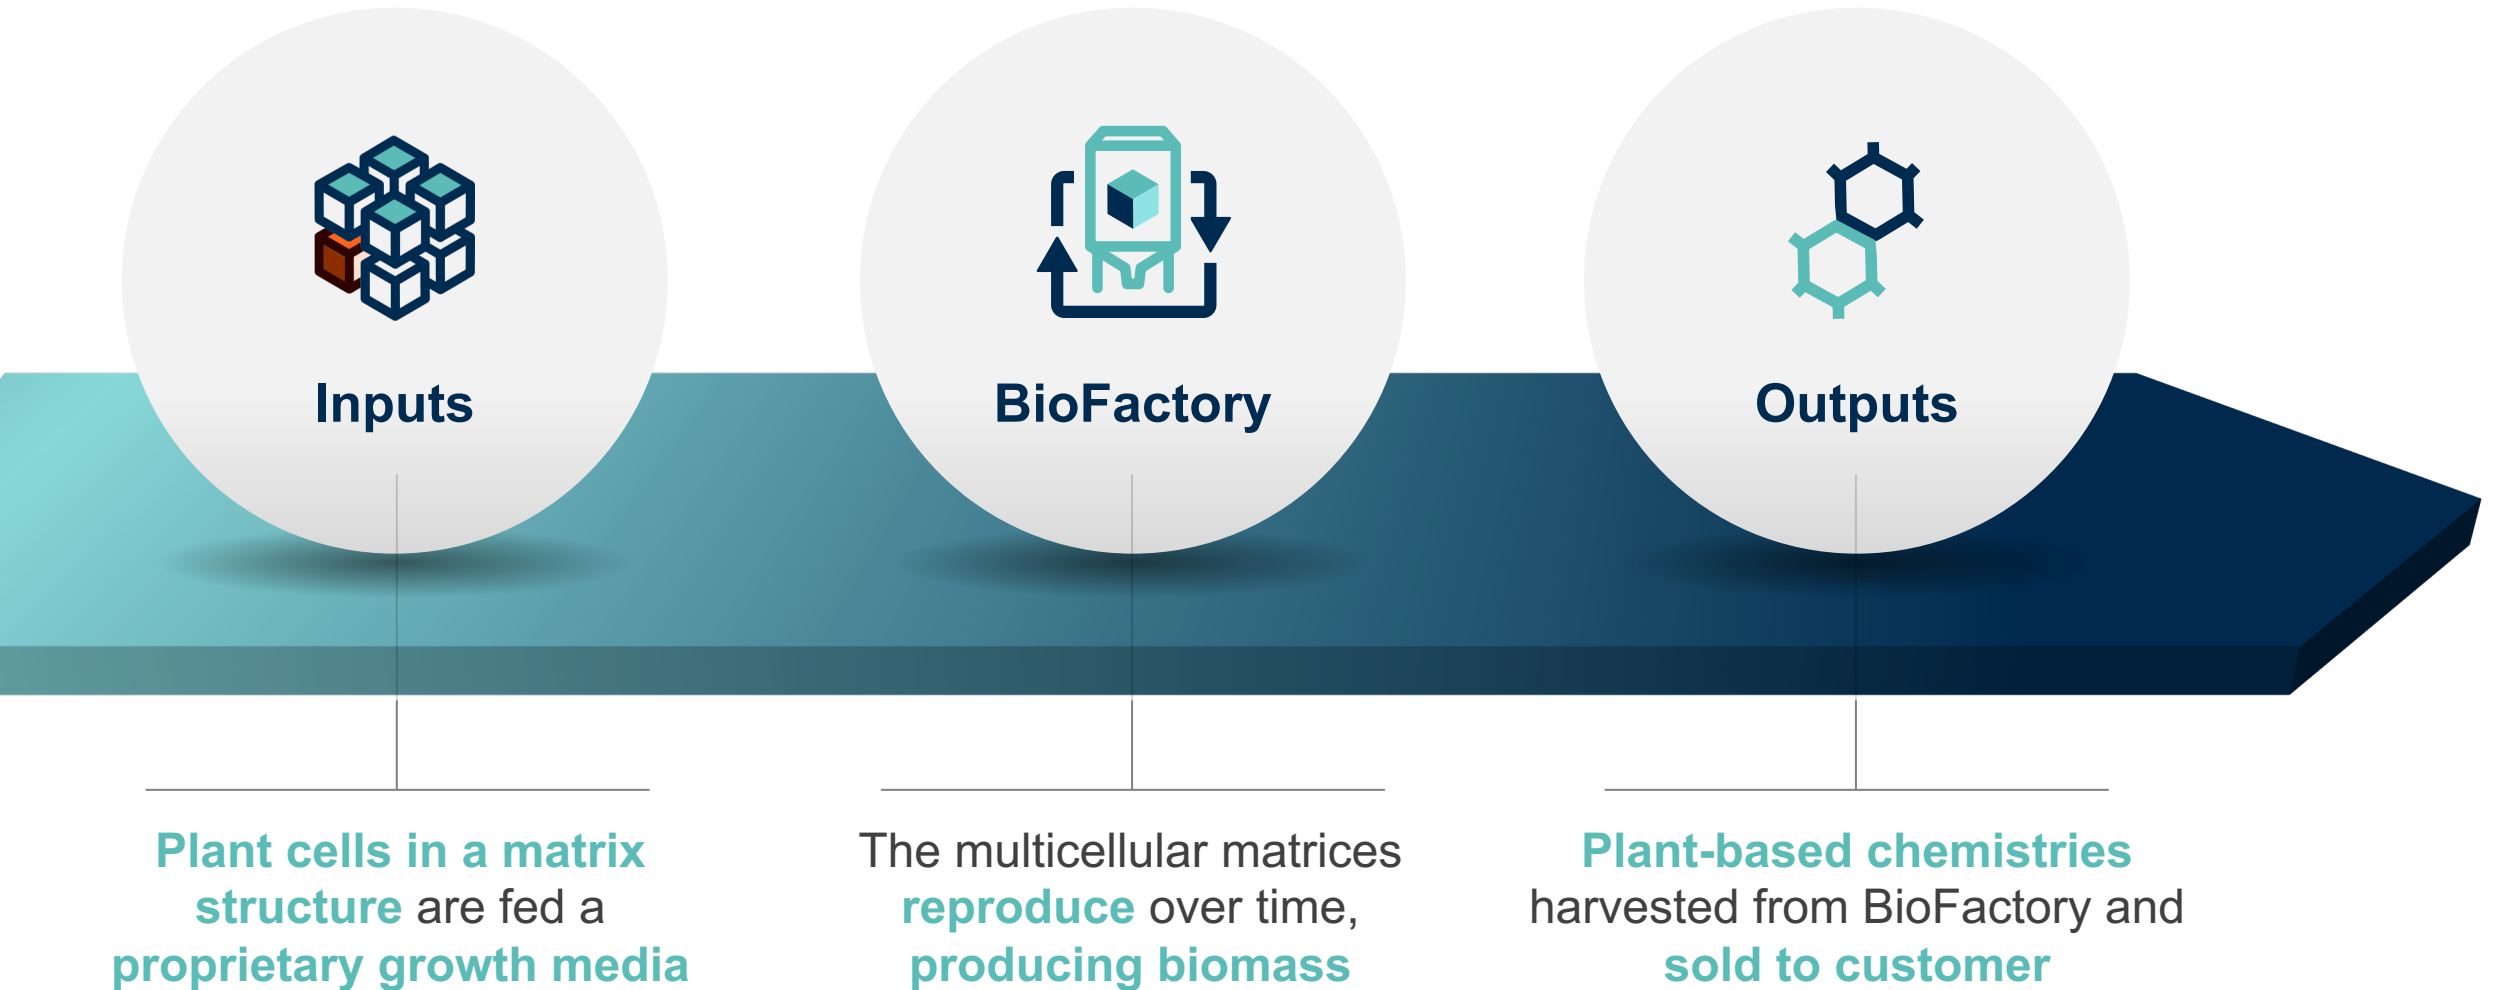 Inputs
BioFactory
Outputs
Plant cells in a matrix
structure are fed a
proprietary growth media
The multicellular matrices
reproduce over time,
producing biomass
Plant-based chemistries
harvested from BioFactory and
sold to customer